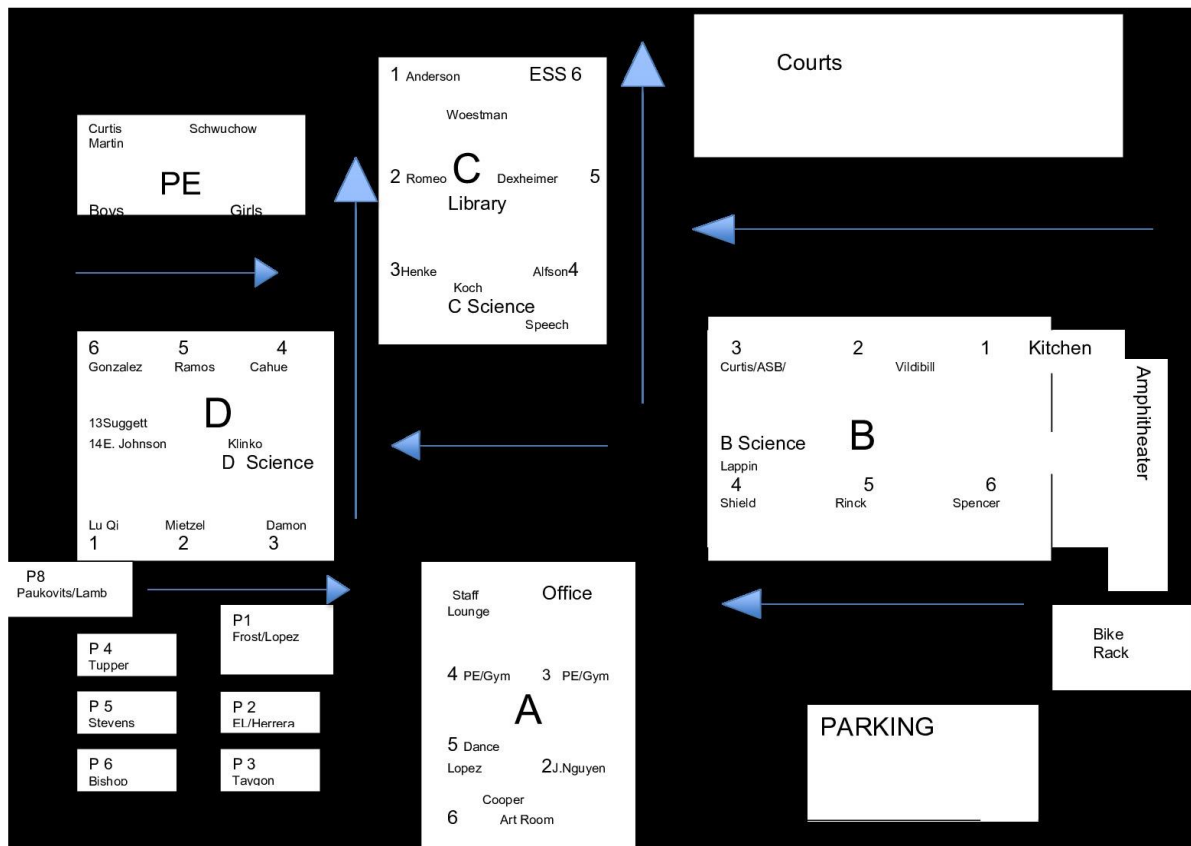 Courts
1 Anderson ESS 6
Woestman
2 Romeo C Dexheimer 5
Library
3Henke Alfson4
Koch
C Science
Speech
Curtis Schwuchow
Martin
PE
Boys Girls
6 5 4
Gonzalez Ramos Cahue
D
13Suggett
14E. Johnson Klinko
D Science
Lu Qi Mietzel Damon
1 2 3
3 2 1 Kitchen
Curtis/ASB/ Vildibill
Amphitheater
B Science B
Lappin
4 5 6
Shield Rinck Spencer
P8
Paukovits/Lamb
P1
Frost/Lopez
P 4
Tupper
P 5
Stevens
P 2
EL/Herrera
P 6
Bishop
P 3
Taygon
Staff Office
Lounge
4 PE/Gym 3 PE/Gym
A
5 Dance
Lopez 2J.Nguyen
Cooper
6 Art Room
Bike
Rack
PARKING